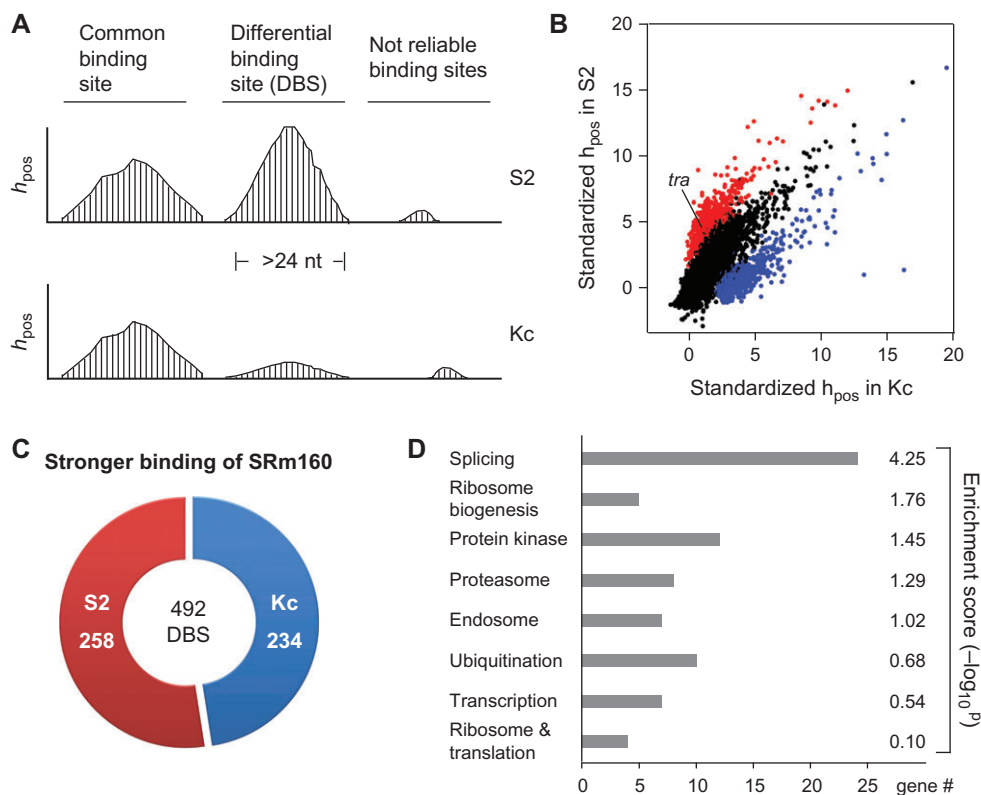 A
Common
binding
site
Differential
binding
site (DBS)
Not reliable
binding sites
hpos
S2
>24 nt
hpos
Kc
B
20
15
10
5
0
Standardized hpos in S2
tra
0 5 10 15 20
Standardized hpos in Kc
C
Stronger binding of SRm160
S2
258
492
DBS
Kc
234
D
Splicing 4.25
Ribosome
biogenesis 1.76
Protein kinase 1.45
Proteasome 1.29
Endosome 1.02
Ubiquitination 0.68
Transcription 0.54
Ribosome &
translation 0.10
0 5 10 15 20 25 gene #
Enrichment score (–log10 P)